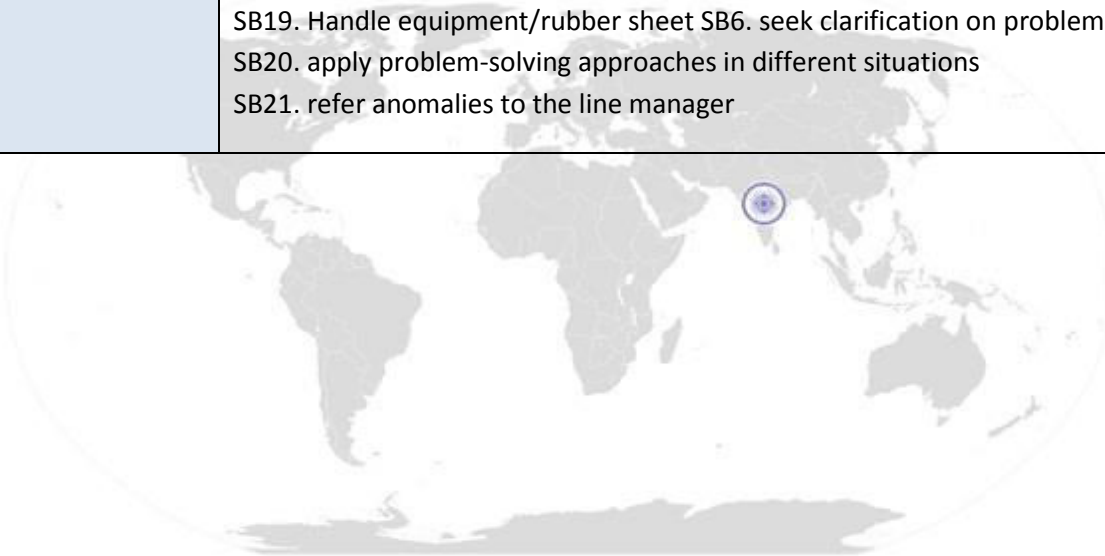 SB19. Handle equipment/rubber sheet SB6. seek clarification on problem
SB20. apply problem-solving approaches in different situations
SB21. refer anomalies to the line manager